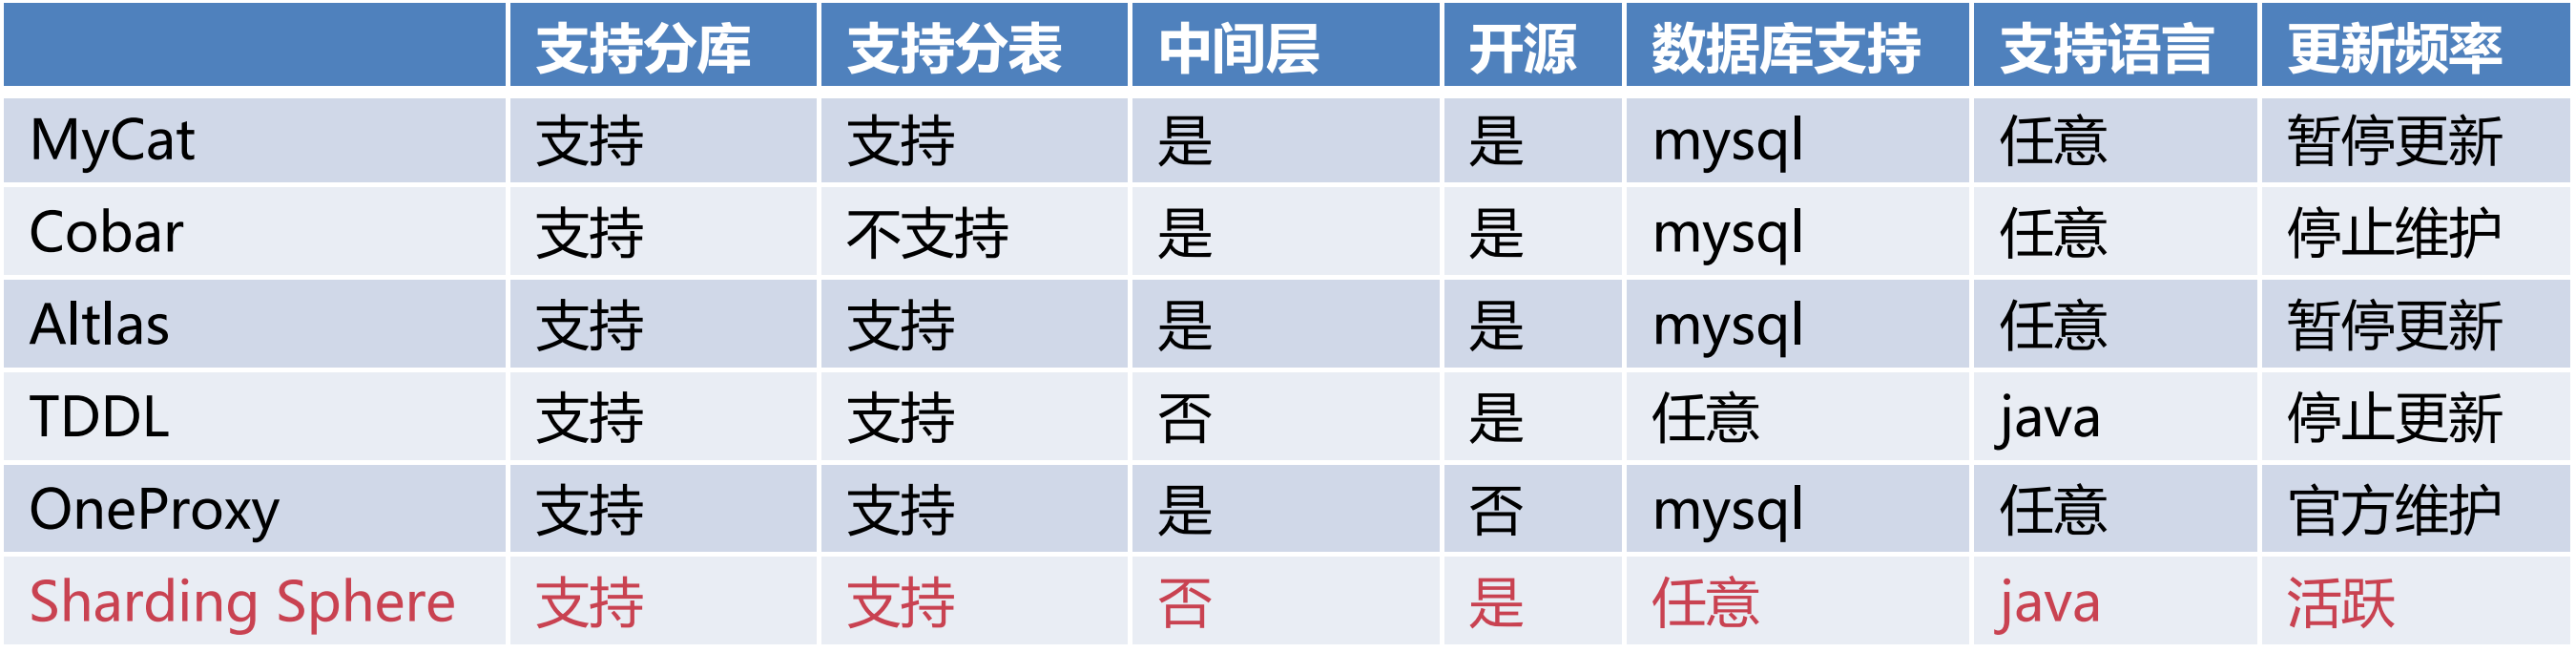 支持分库 支持分表 中间层 开源 数据库支持 支持语言 更新频率
MyCat 支持 支持 是 是 mysql 任意 暂停更新
Cobar 支持 不支持 是 是 mysql 任意 停止维护
Altlas 支持 支持 是 是 mysql 任意 暂停更新
TDDL 支持 支持 否 是 任意 java 停止更新
OneProxy 支持 支持 是 否 mysql 任意 官方维护
Sharding Sphere 支持 支持 否 是 任意 java 活跃